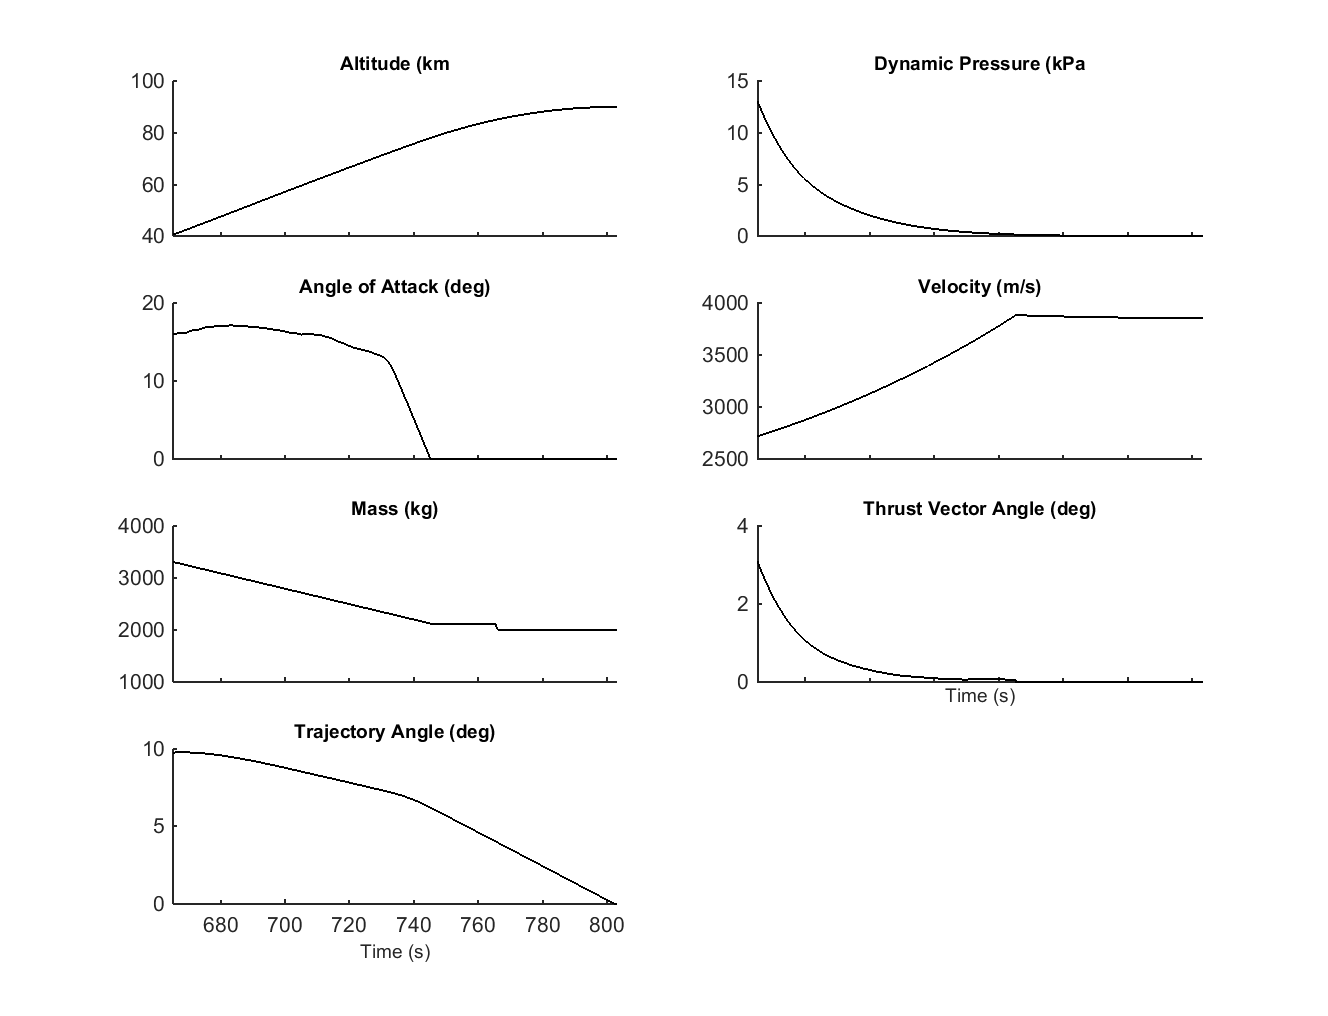 Altitude (km
100
80
60
40
Dynamic Pressure (kPa
15
10
5
0
Angle of Attack (deg)
20
10
0
Velocity (m/s)
4000
3500
3000
2500
Mass (kg)
4000
3000
2000
1000
Thrust Vector Angle (deg)
4
2
0
Time (s)
Trajectory Angle (deg)
10
5
0
680 700 720 740 760 780 800
Time (s)